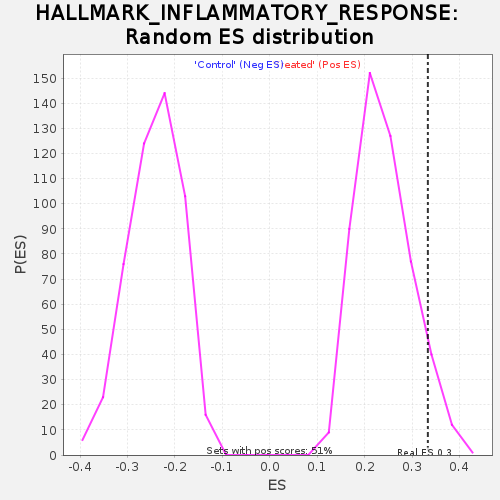 HALLMARK_INFLAMMATORY_RESPONSE:
Random ES distribution
'Control' (Neg ES)eated' (Pos ES)
150
140
130
120
110
100
90
80
70
60
50
40
30
20
10
0
P(ES)
Sets with pos scores: 51%
Real ES 0.3
-0.4 -0.3 -0.2 -0.1 0.0 0.1 0.2 0.3 0.4
ES